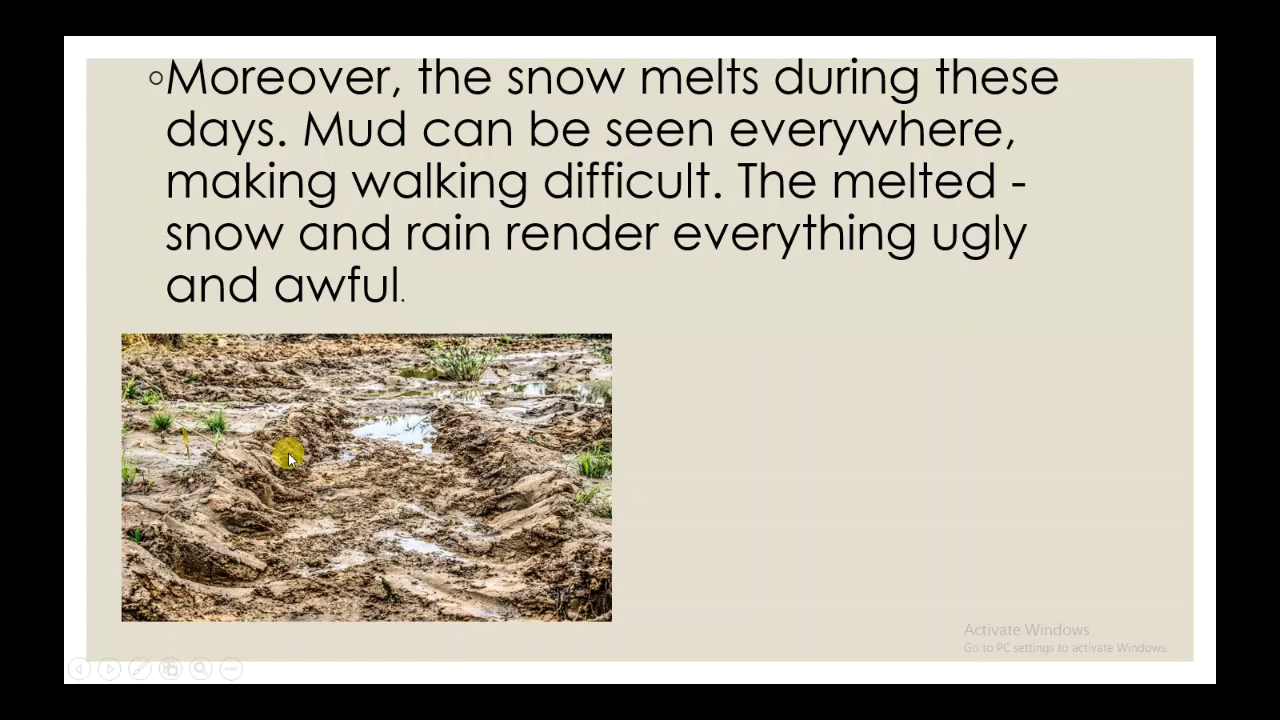 Moreover, the snow melts during these
days. Mud can be seen everywhere,
making walking difficult. The melted -
snow and rain render everything ugly
and awful.
Activate Windows
Go to PC settings to activate Windows.